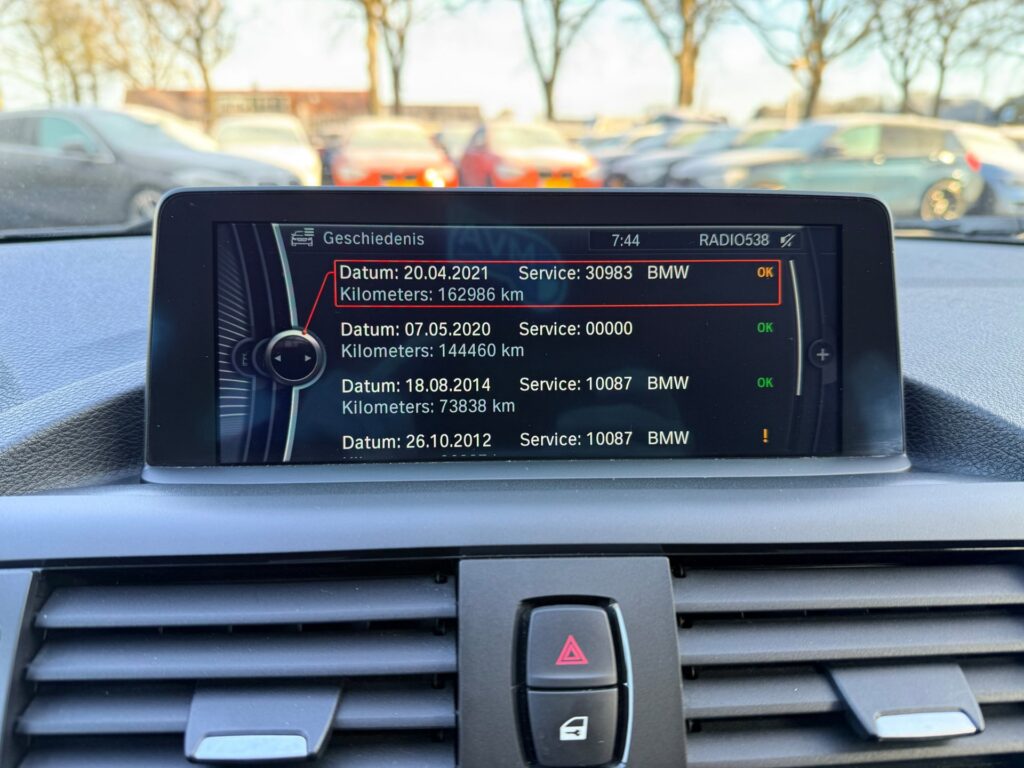 Geschiedenis 7:44 RADIO538
Datum: 20.04.2021 Service: 30983 BMW OK
Kilometers: 162986 km
Datum: 07.05.2020 Service: 00000 OK
Kilometers: 144460 km
Datum: 18.08.2014 Service: 10087 BMW OK
Kilometers: 73838 km
Datum: 26.10.2012 Service: 10087 BMW !